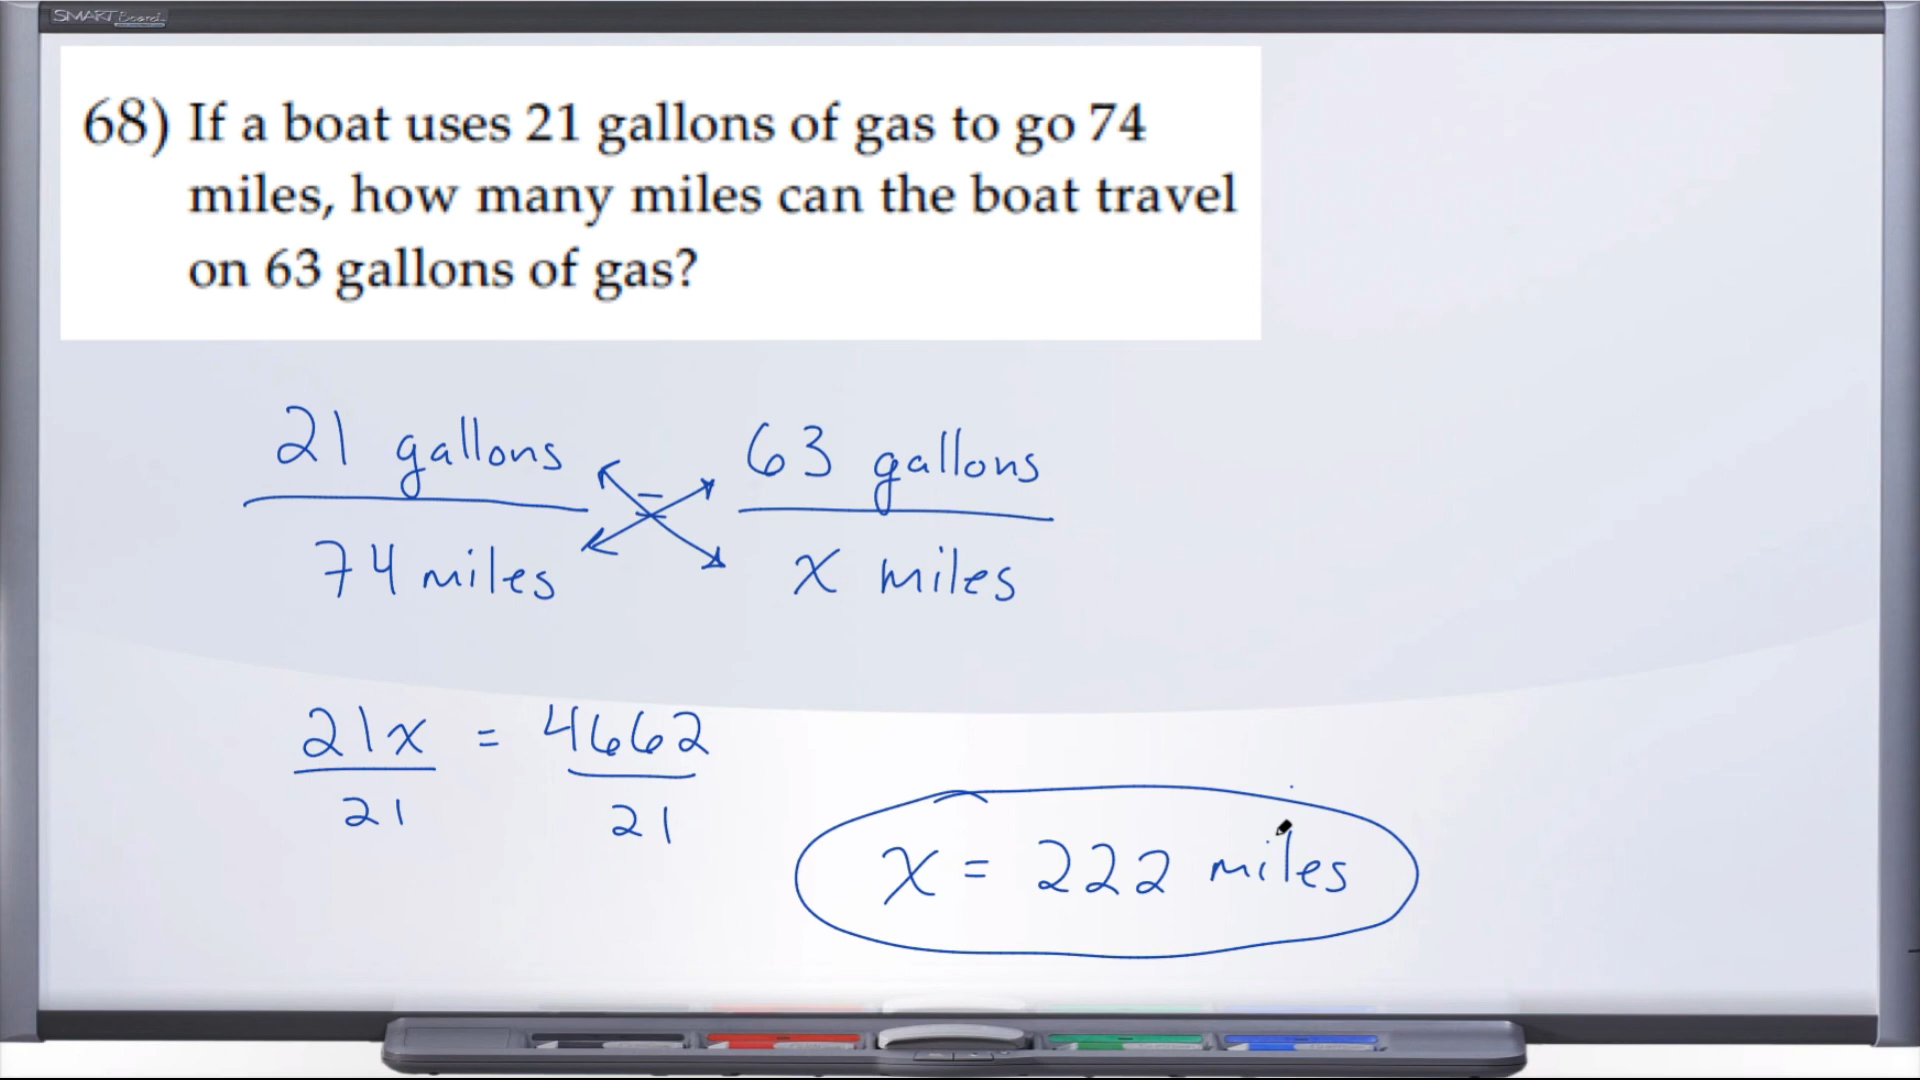 SMART Board
68) If a boat uses 21 gallons of gas to go 74
miles, how many miles can the boat travel
on 63 gallons of gas?
21 gallons = 63 gallons
74 miles x miles
21x = 4662
21 21
x = 222 miles